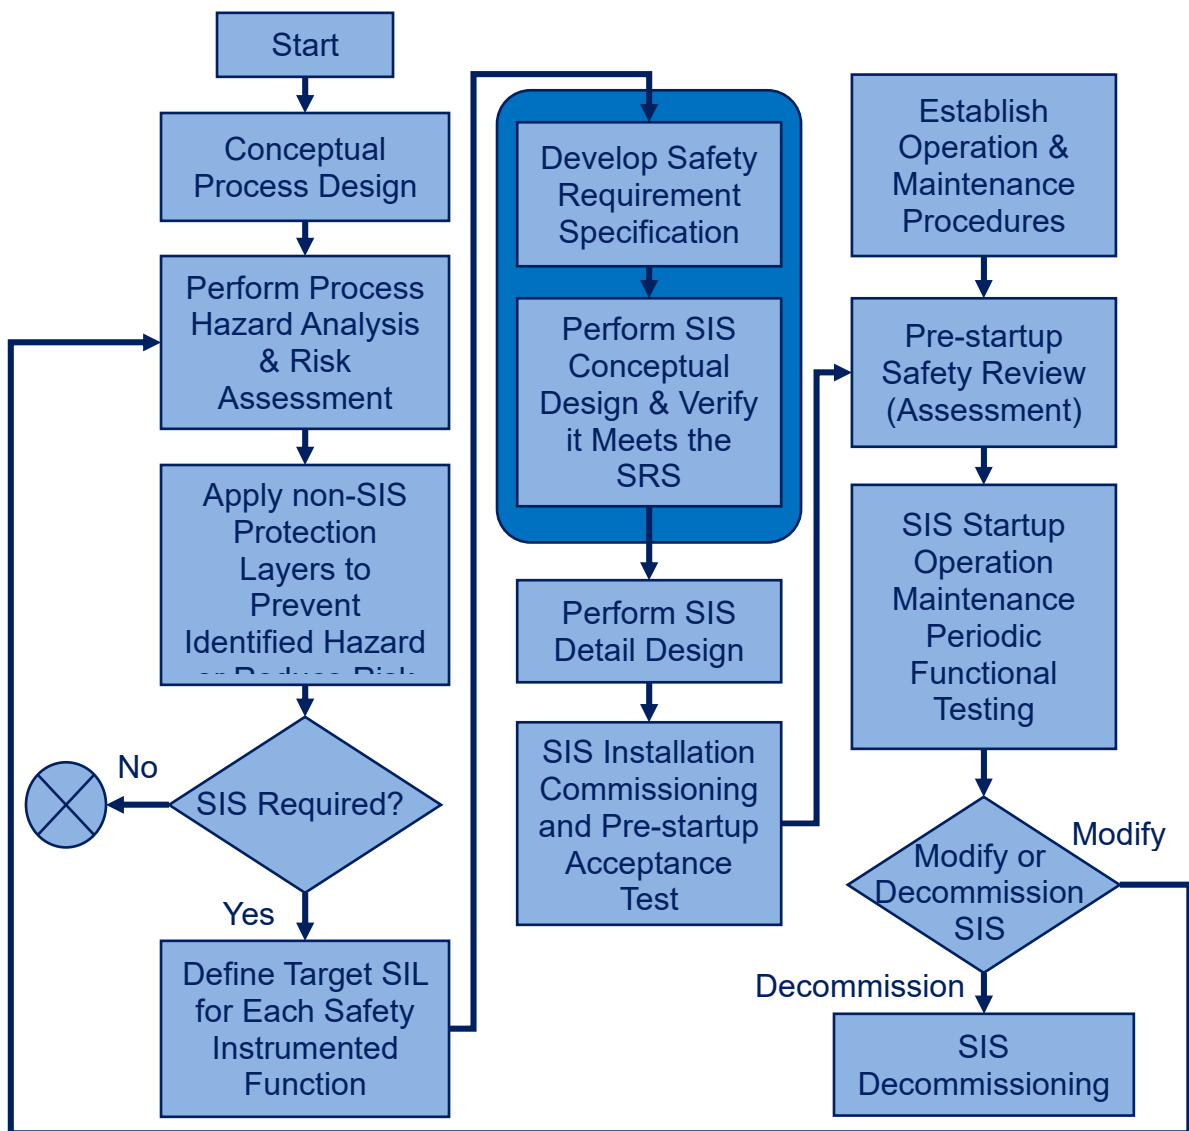 Start
Conceptual
Process Design
Perform Process
Hazard Analysis
& Risk
Assessment
Apply non-SIS
Protection
Layers to
Prevent
Identified Hazard
or Reduce Risk
SIS Required?
No
Yes
Define Target SIL
for Each Safety
Instrumented
Function
Develop Safety
Requirement
Specification
Perform SIS
Conceptual
Design & Verify
it Meets the
SRS
Perform SIS
Detail Design
SIS Installation
Commissioning
and Pre-startup
Acceptance
Test
Establish
Operation &
Maintenance
Procedures
Pre-startup
Safety Review
(Assessment)
SIS Startup
Operation
Maintenance
Periodic
Functional
Testing
Modify or
Decommission
SIS
Modify
Decommission
SIS
Decommissioning